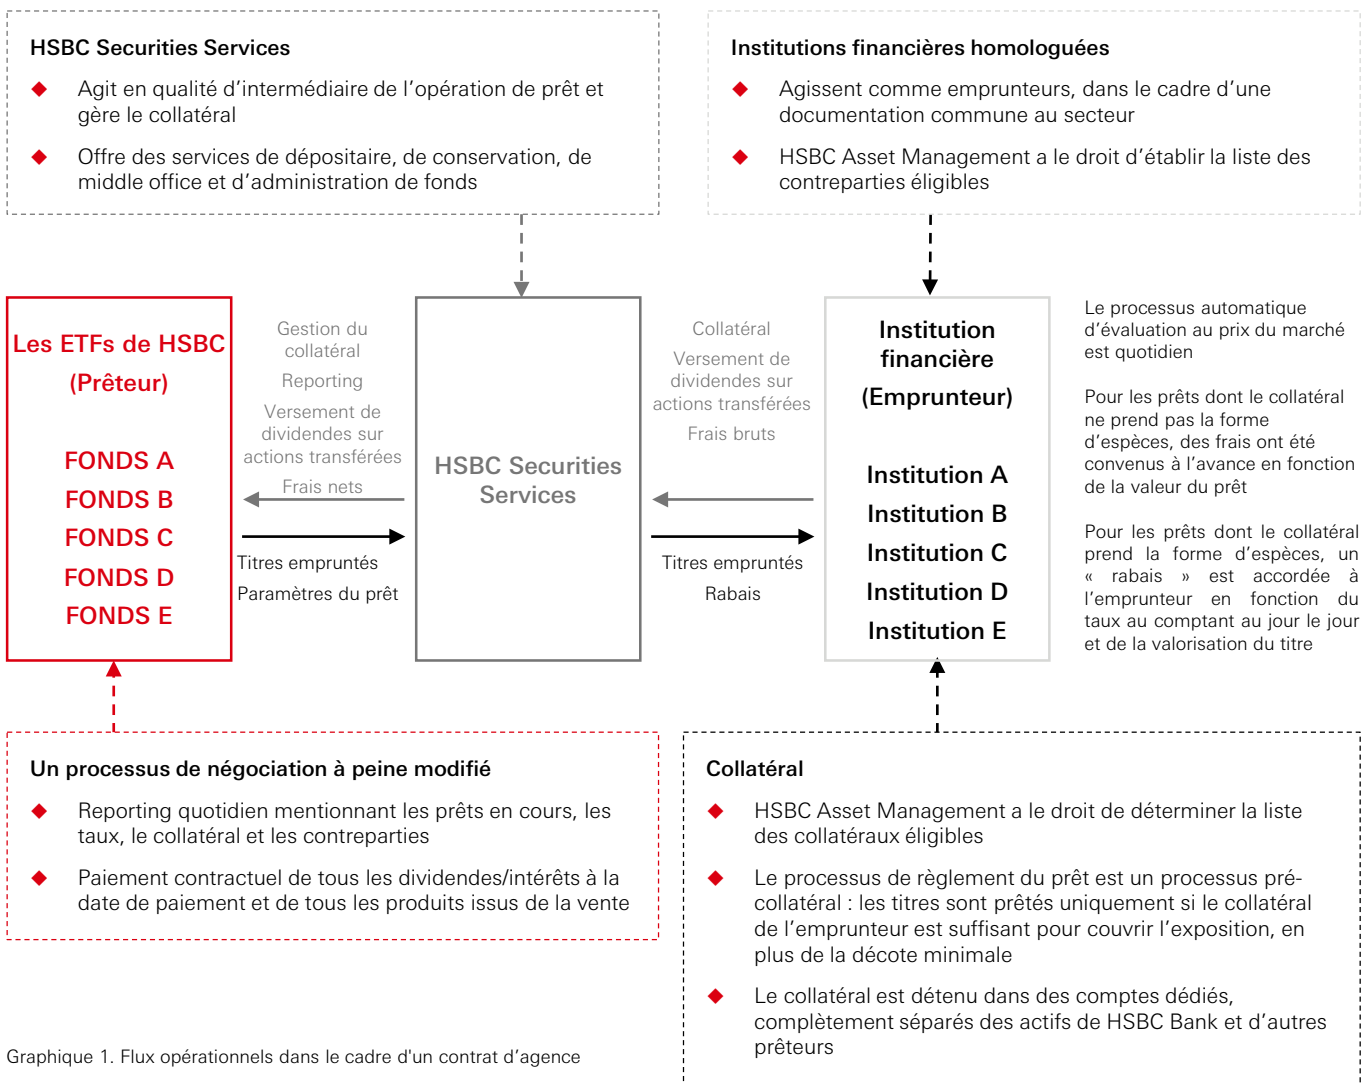 HSBC Securities Services
Agit en qualité d’intermédiaire de l’opération de prêt et
gère le collatéral
Offre des services de dépositaire, de conservation, de
middle office et d’administration de fonds
Institutions financières homologuées
Agissent comme emprunteurs, dans le cadre d’une
documentation commune au secteur
HSBC Asset Management a le droit d’établir la liste des
contreparties éligibles
Les ETFs de HSBC
(Prêteur)
FONDS A
FONDS B
FONDS C
FONDS D
FONDS E
Gestion du
collatéral
Reporting
Versement de
dividendes sur
actions transférées
Frais nets
Titres empruntés
Paramètres du prêt
HSBC Securities
Services
Collatéral
Versement de
dividendes sur
actions transférées
Frais bruts
Titres empruntés
Rabais
Institution
financière
(Emprunteur)
Institution A
Institution B
Institution C
Institution D
Institution E
Le processus automatique
d’évaluation au prix du marché
est quotidien
Pour les prêts dont le collatéral
ne prend pas la forme
d’espèces, des frais ont été
convenus à l’avance en fonction
de la valeur du prêt
Pour les prêts dont le collatéral
prend la forme d’espèces, un
« rabais » est accordée à
l’emprunteur en fonction du
taux au comptant au jour le jour
et de la valorisation du titre
Un processus de négociation à peine modifié
Reporting quotidien mentionnant les prêts en cours, les
taux, le collatéral et les contreparties
Paiement contractuel de tous les dividendes/intérêts à la
date de paiement et de tous les produits issus de la vente
Collatéral
HSBC Asset Management a le droit de déterminer la liste
des collatéraux éligibles
Le processus de règlement du prêt est un processus pré-
collatéral : les titres sont prêtés uniquement si le collatéral
de l’emprunteur est suffisant pour couvrir l’exposition, en
plus de la décote minimale
Le collatéral est détenu dans des comptes dédiés,
complètement séparés des actifs de HSBC Bank et d’autres
prêteurs
Graphique 1. Flux opérationnels dans le cadre d'un contrat d’agence